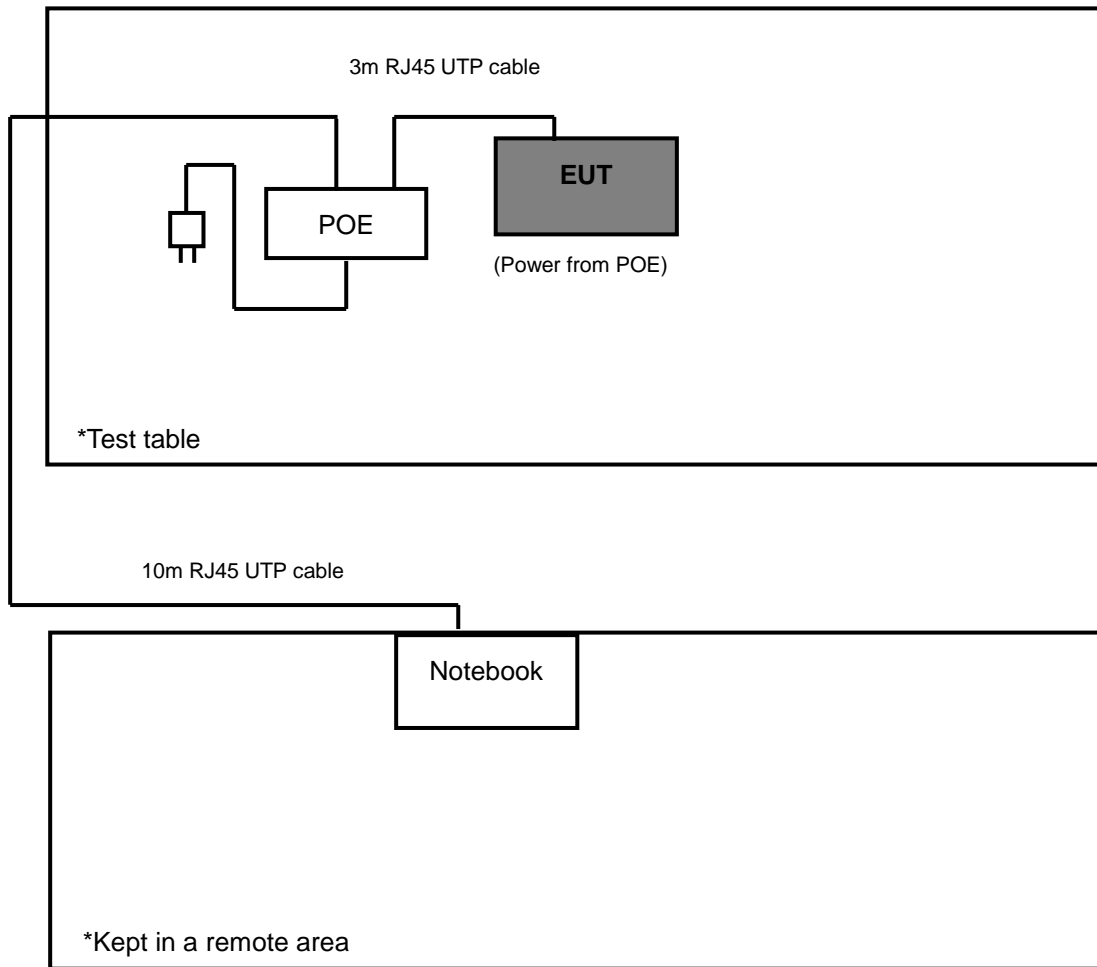 3m RJ45 UTP cable
EUT
POE
(Power from POE)
*Test table
10m RJ45 UTP cable
Notebook
*Kept in a remote area